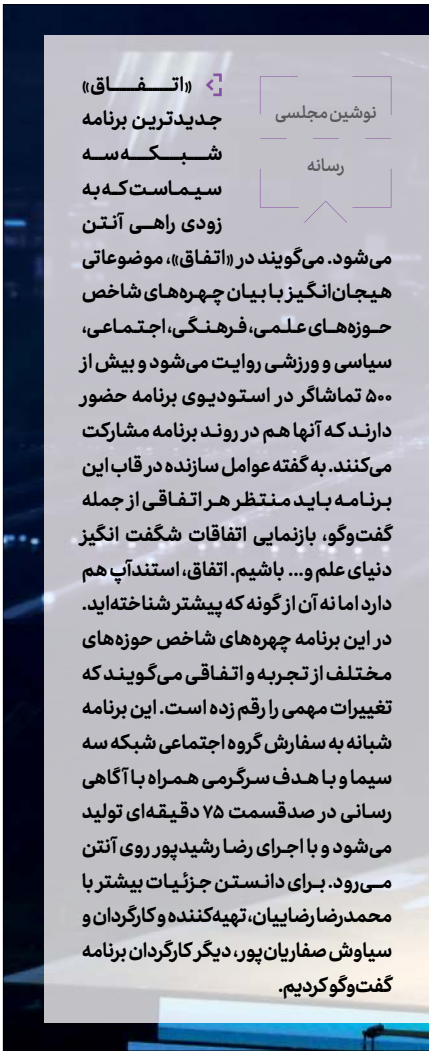 نوشین مجلسی
رسانه
«اتفاق»
جدیدترین برنامه
شبکه سه
سیماست که به
زودی راهی آنتن
می‌شود. می‌گویند در «اتفاق»، موضوعاتی
هیجان‌انگیز با بیان چهره‌های شاخص
حوزه‌های علمی، فرهنگی، اجتماعی،
سیاسی و ورزشی روایت می‌شود و بیش از
۵۰۰ تماشاگر در استودیوی برنامه حضور
دارند که آنها هم در روند برنامه مشارکت
می‌کنند. به گفته عوامل سازنده در قاب این
برنامه باید منتظر هر اتفاقی از جمله
گفت‌وگو، بازنمایی اتفاقات شگفت انگیز
دنیای علم و... باشیم. اتفاق، استندآپ هم
دارد اما نه آن از گونه که پیشتر شناخته‌اید.
در این برنامه چهره‌های شاخص حوزه‌های
مختلف از تجربه و اتفاقی می‌گویند که
تغییرات مهمی را رقم زده است. این برنامه
شبانه به سفارش گروه اجتماعی شبکه سه
سیما و با هدف سرگرمی همراه با آگاهی
رسانی در صدقسمت ۷۵ دقیقه‌ای تولید
می‌شود و با اجرای رضا رشیدپور روی آنتن
می‌رود. برای دانستن جزئیات بیشتر با
محمدرضا رضاییان، تهیه‌کننده و کارگردان و
سیاوش صفاریان‌پور، دیگر کارگردان برنامه
گفت‌وگو کردیم.